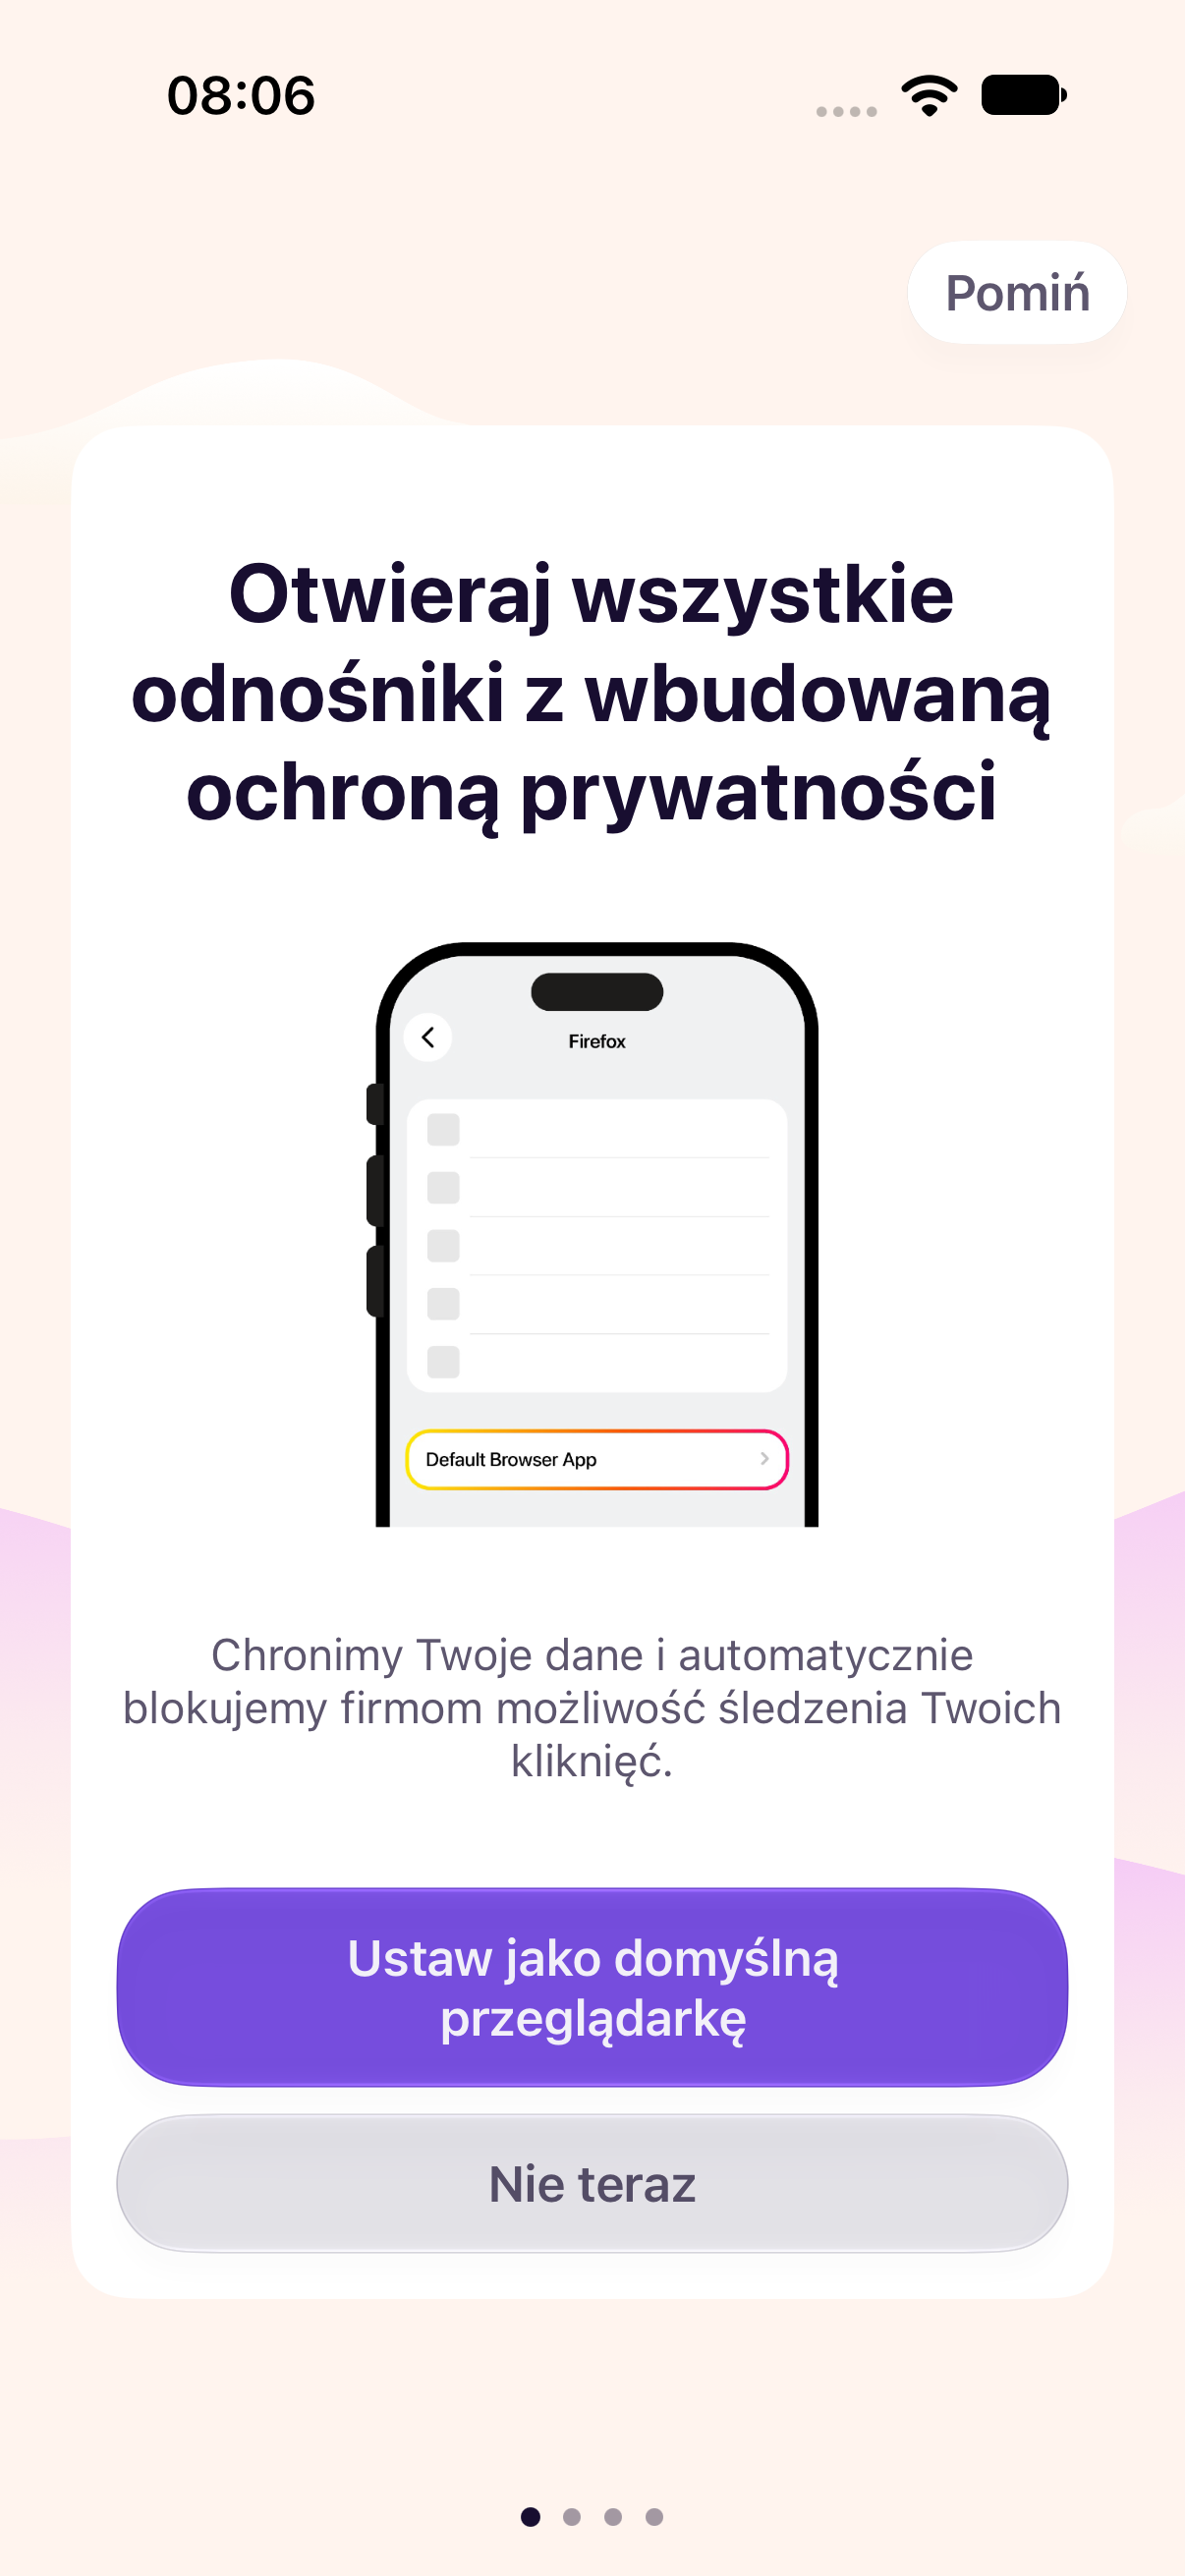 08:06
Pomiń
Otwieraj wszystkie
odnośniki z wbudowaną
ochroną prywatności
Firefox
Default Browser App
Chronimy Twoje dane i automatycznie
blokujemy firmom możliwość śledzenia Twoich
kliknięć.
Ustaw jako domyślną
przeglądarkę
Nie teraz